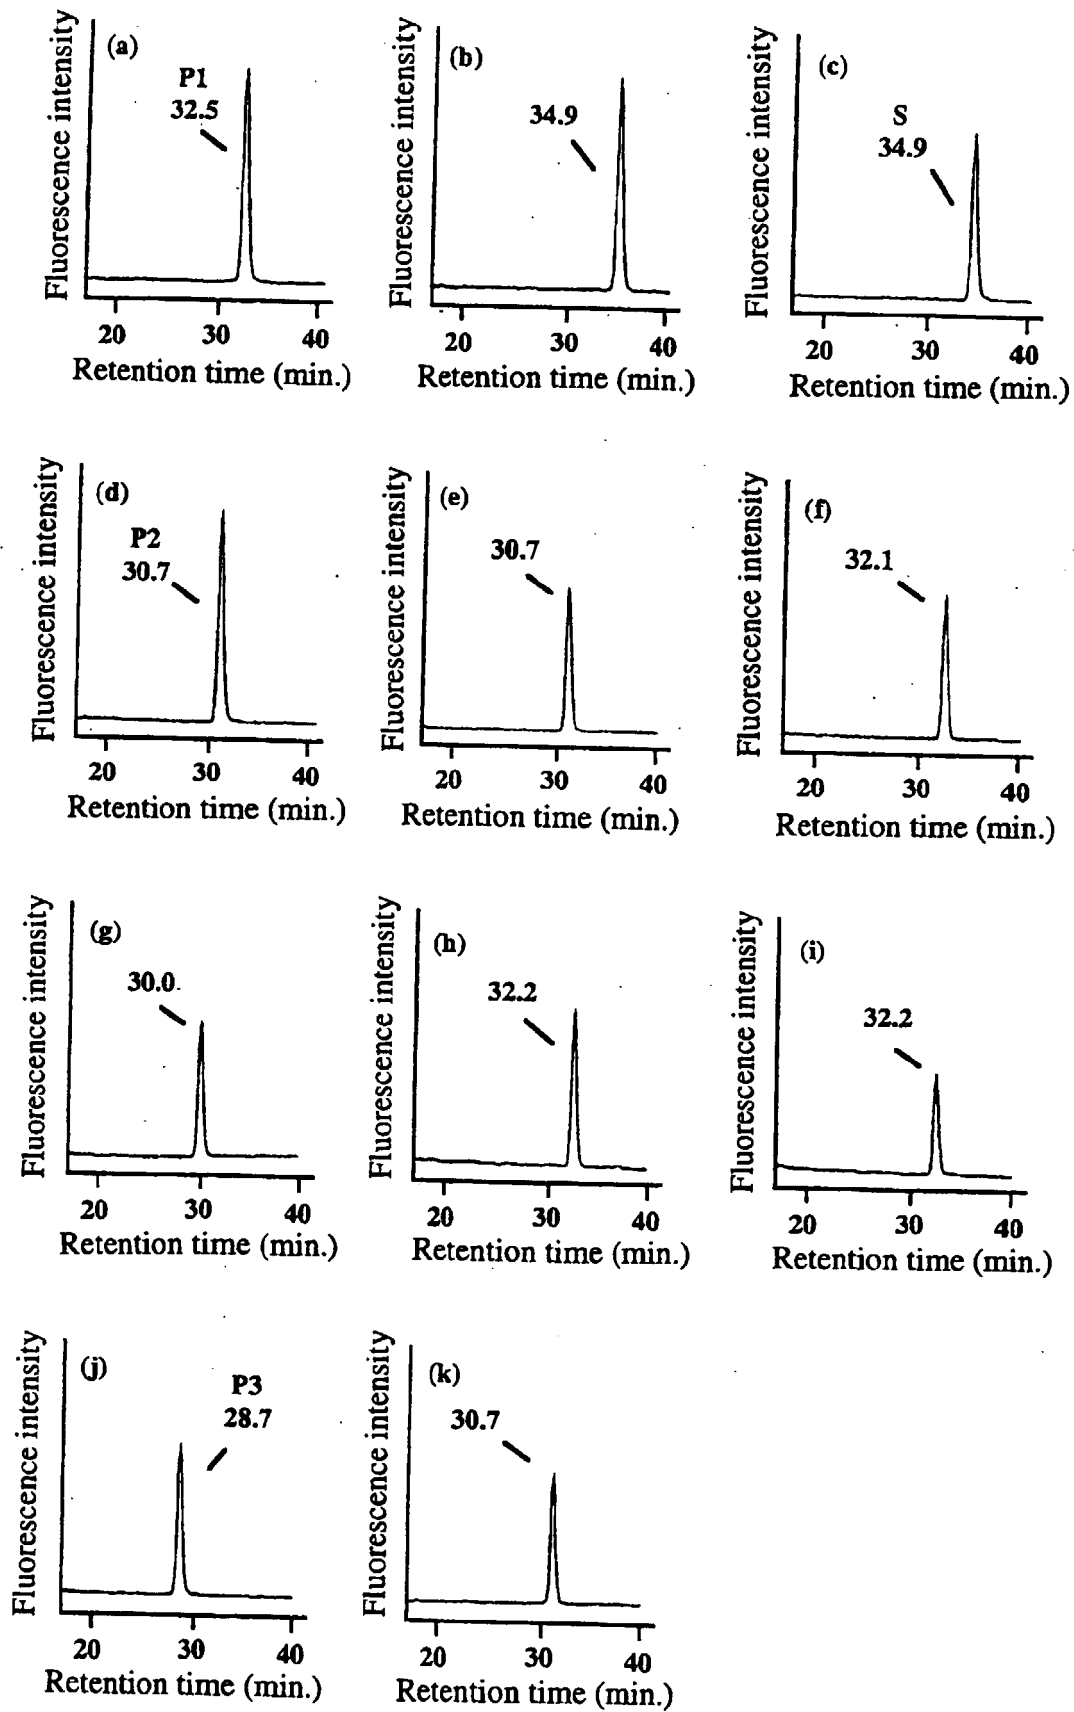 Fluorescence intensity
(a)
P1
32.5
20 30 40
Retention time (min.)
Fluorescence intensity
(b)
34.9
20 30 40
Retention time (min.)
Fluorescence intensity
(c)
S
34.9
20 30 40
Retention time (min.)
Fluorescence intensity
(d)
P2
30.7
20 30 40
Retention time (min.)
Fluorescence intensity
(e)
30.7
20 30 40
Retention time (min.)
Fluorescence intensity
(f)
32.1
20 30 40
Retention time (min.)
Fluorescence intensity
(g)
30.0
20 30 40
Retention time (min.)
Fluorescence intensity
(h)
32.2
20 30 40
Retention time (min.)
Fluorescence intensity
(i)
32.2
20 30 40
Retention time (min.)
Fluorescence intensity
(j)
P3
28.7
20 30 40
Retention time (min.)
Fluorescence intensity
(k)
30.7
20 30 40
Retention time (min.)